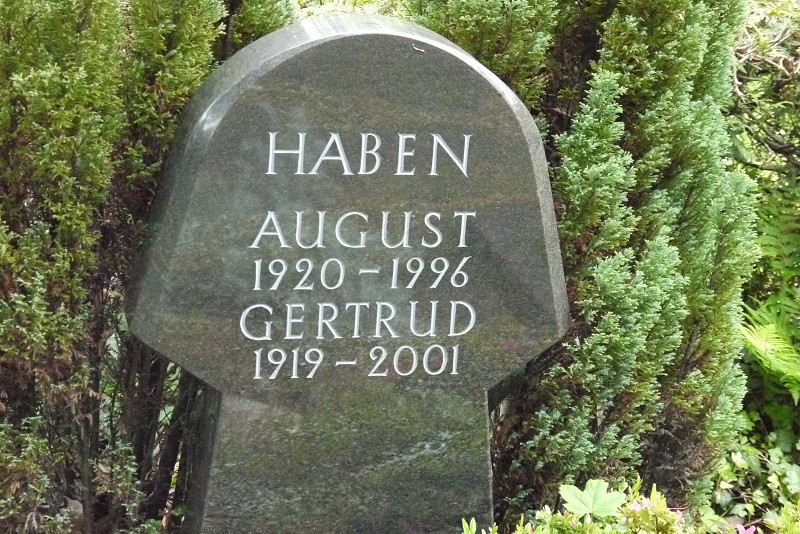 HABEN
AUGUST
1920 – 1996
GERTRUD
1919 – 2001